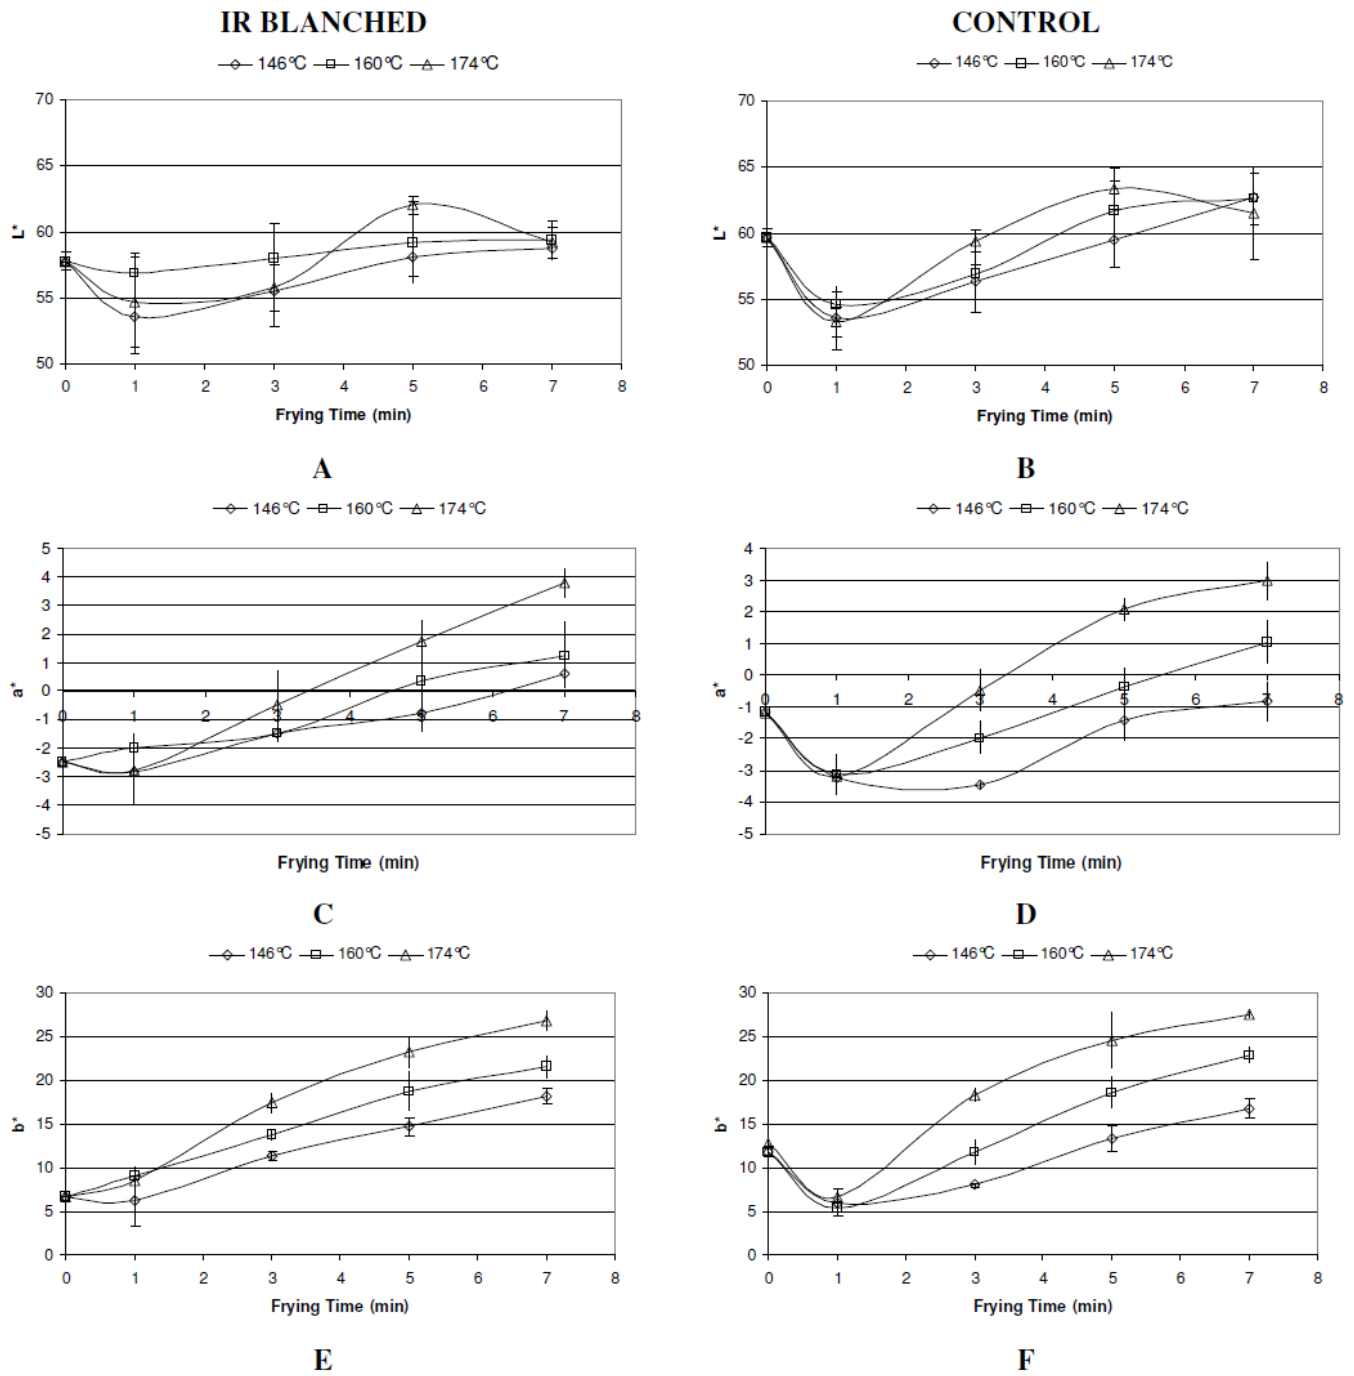 IR BLANCHED
CONTROL
146°C 160°C 174°C
146°C 160°C 174°C
70
65
60
55
50
L*
0 1 2 3 4 5 6 7 8
Frying Time (min)
A
70
65
60
55
50
L*
0 1 2 3 4 5 6 7 8
Frying Time (min)
B
146°C 160°C 174°C
5
4
3
2
1
0
-1
-2
-3
-4
-5
a*
0 1 2 3 4 5 6 7 8
Frying Time (min)
C
146°C 160°C 174°C
4
3
2
1
0
-1
-2
-3
-4
-5
a*
0 1 2 3 4 5 6 7 8
Frying Time (min)
D
146°C 160°C 174°C
30
25
20
15
10
5
0
b*
0 1 2 3 4 5 6 7 8
Frying Time (min)
E
146°C 160°C 174°C
30
25
20
15
10
5
0
b*
0 1 2 3 4 5 6 7 8
Frying Time (min)
F